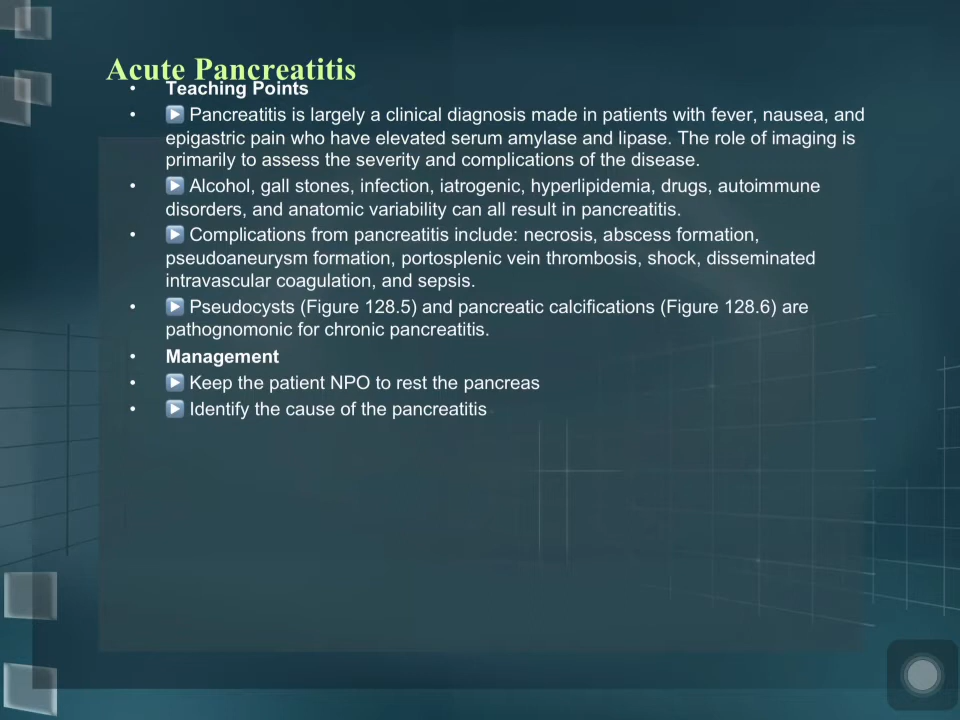 Acute Pancreatitis
• Teaching Points
• ▶ Pancreatitis is largely a clinical diagnosis made in patients with fever, nausea, and
epigastric pain who have elevated serum amylase and lipase. The role of imaging is
primarily to assess the severity and complications of the disease.
• ▶ Alcohol, gall stones, infection, iatrogenic, hyperlipidemia, drugs, autoimmune
disorders, and anatomic variability can all result in pancreatitis.
• ▶ Complications from pancreatitis include: necrosis, abscess formation,
pseudoaneurysm formation, portosplenic vein thrombosis, shock, disseminated
intravascular coagulation, and sepsis.
• ▶ Pseudocysts (Figure 128.5) and pancreatic calcifications (Figure 128.6) are
pathognomonic for chronic pancreatitis.
• Management
• ▶ Keep the patient NPO to rest the pancreas
• ▶ Identify the cause of the pancreatitis